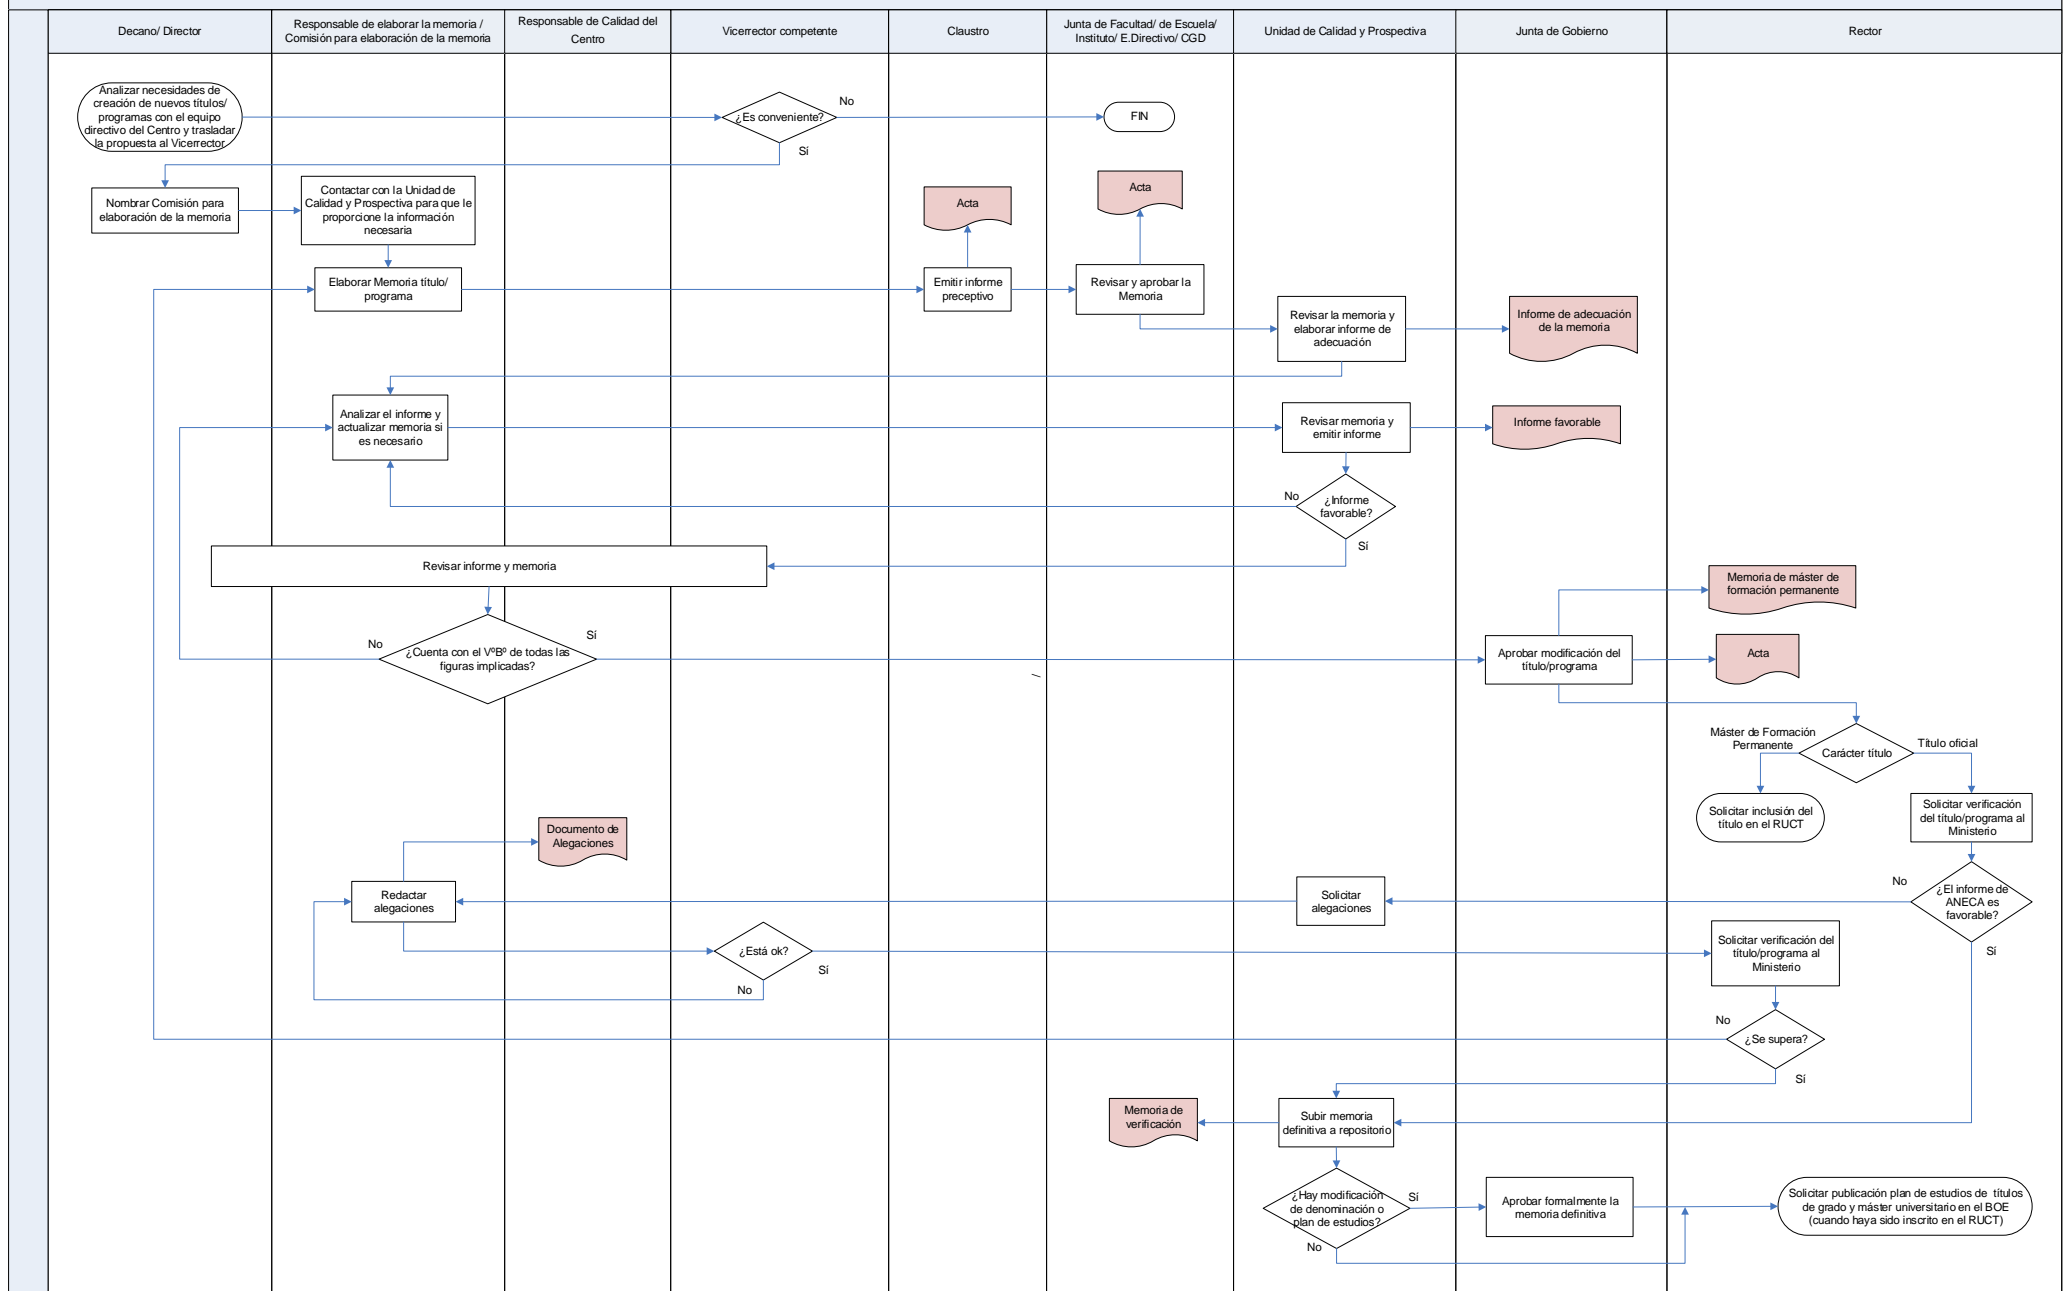 Decano/ Director
Responsable de elaborar la memoria /
Comisión para elaboración de la memoria
Responsable de Calidad del
Centro
Vicerrector competente
Claustro
Junta de Facultad/ de Escuela/
Instituto/ E.Directivo/ CGD
Unidad de Calidad y Prospectiva
Junta de Gobierno
Rector
Analizar necesidades de
creación de nuevos títulos/
programas con el equipo
directivo del Centro y trasladar
la propuesta al Vicerrector
¿Es conveniente?
No
Sí
FIN
Nombrar Comisión para
elaboración de la memoria
Contactar con la Unidad de
Calidad y Prospectiva para que le
proporcione la información
necesaria
Acta
Acta
Elaborar Memoria título/
programa
Emitir informe
preceptivo
Revisar y aprobar la
Memoria
Revisar la memoria y
elaborar informe de
adecuación
Informe de adecuación
de la memoria
Analizar el informe y
actualizar memoria si
es necesario
Revisar memoria y
emitir informe
Informe favorable
¿Informe
favorable?
No
Sí
Revisar informe y memoria
Memoria de máster de
formación permanente
¿Cuenta con el VºBº de todas las
figuras implicadas?
No
Sí
Aprobar modificación del
título/programa
Acta
Máster de Formación
Permanente
Carácter título
Título oficial
Solicitar inclusión del
título en el RUCT
Solicitar verificación
del título/programa al
Ministerio
Documento de
Alegaciones
Redactar
alegaciones
Solicitar
alegaciones
No
¿El informe de
ANECA es
favorable?
Sí
¿Está ok?
Sí
No
Solicitar verificación del
título/programa al
Ministerio
No
¿Se supera?
Sí
Memoria de
verificación
Subir memoria
definitiva a repositorio
¿Hay modificación
de denominación o
plan de estudios?
Sí
No
Aprobar formalmente la
memoria definitiva
Solicitar publicación plan de estudios de títulos
de grado y máster universitario en el BOE
(cuando haya sido inscrito en el RUCT)